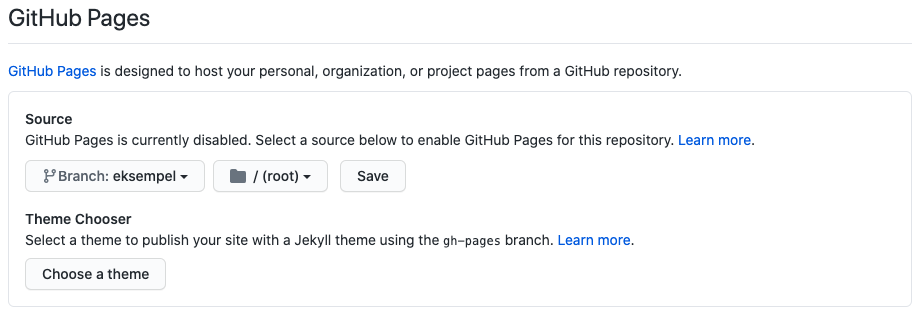 GitHub Pages
GitHub Pages is designed to host your personal, organization, or project pages from a GitHub repository.
Source
GitHub Pages is currently disabled. Select a source below to enable GitHub Pages for this repository. Learn more.
Branch: eksempel
/ (root)
Save
Theme Chooser
Select a theme to publish your site with a Jekyll theme using the gh-pages branch. Learn more.
Choose a theme